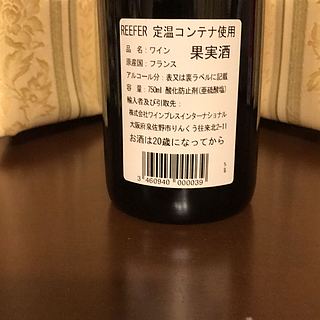 REEFER 定温コンテナ使用
品 名：ワイン 果実酒
原産国：フランス
アルコール分：表又は裏ラベルに記載
容 量：750ml 酸化防止剤(亜硫酸塩)
輸入者及び引取先：
株式会社ワインプレスインターナショナル
大阪府泉佐野市りんくう往来北2-11
お酒は20歳になってから
3 460940 000039